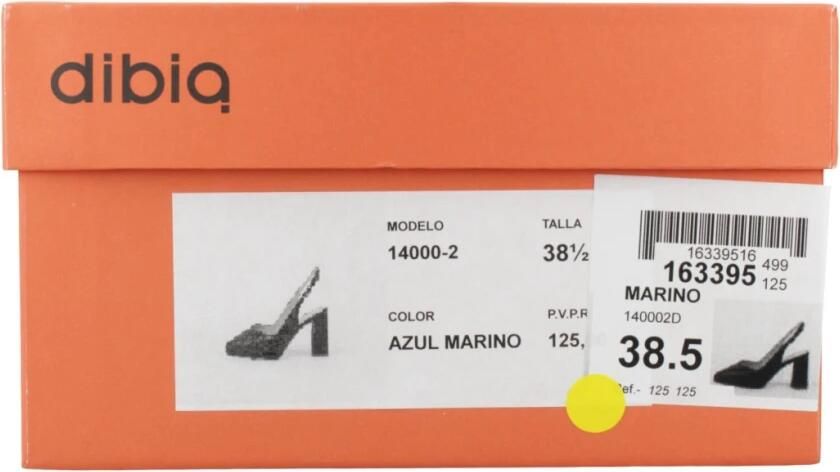 dibia
MODELO
14000-2
TALLA
38½
COLOR
AZUL MARINO
P.V.P.R
125,
16339516
163395
499
125
MARINO
140002D
38.5
Ref.- 125 125